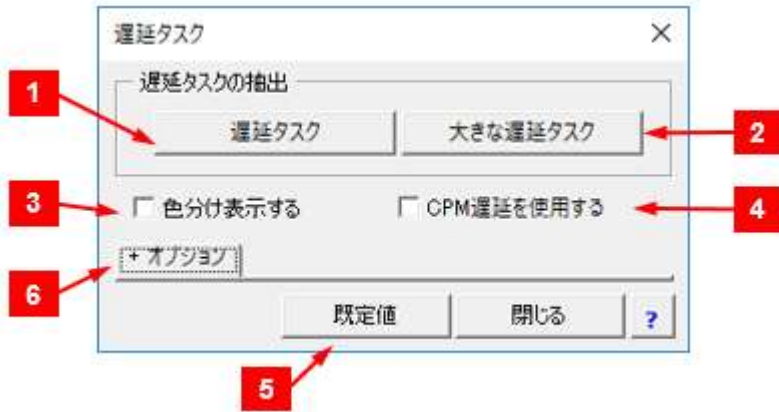 遅延タスク
遅延タスクの抽出
1
遅延タスク 大きな遅延タスク
2
3
色分け表示する CPM遅延を使用する
4
+ オプション
6
既定値 閉じる ?
5